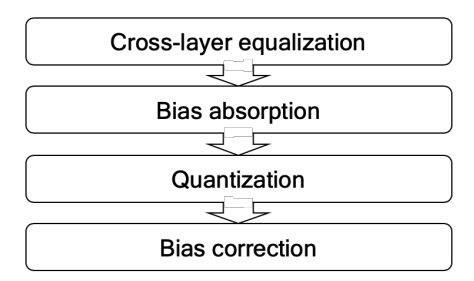 Cross-layer equalization
Bias absorption
Quantization
Bias correction